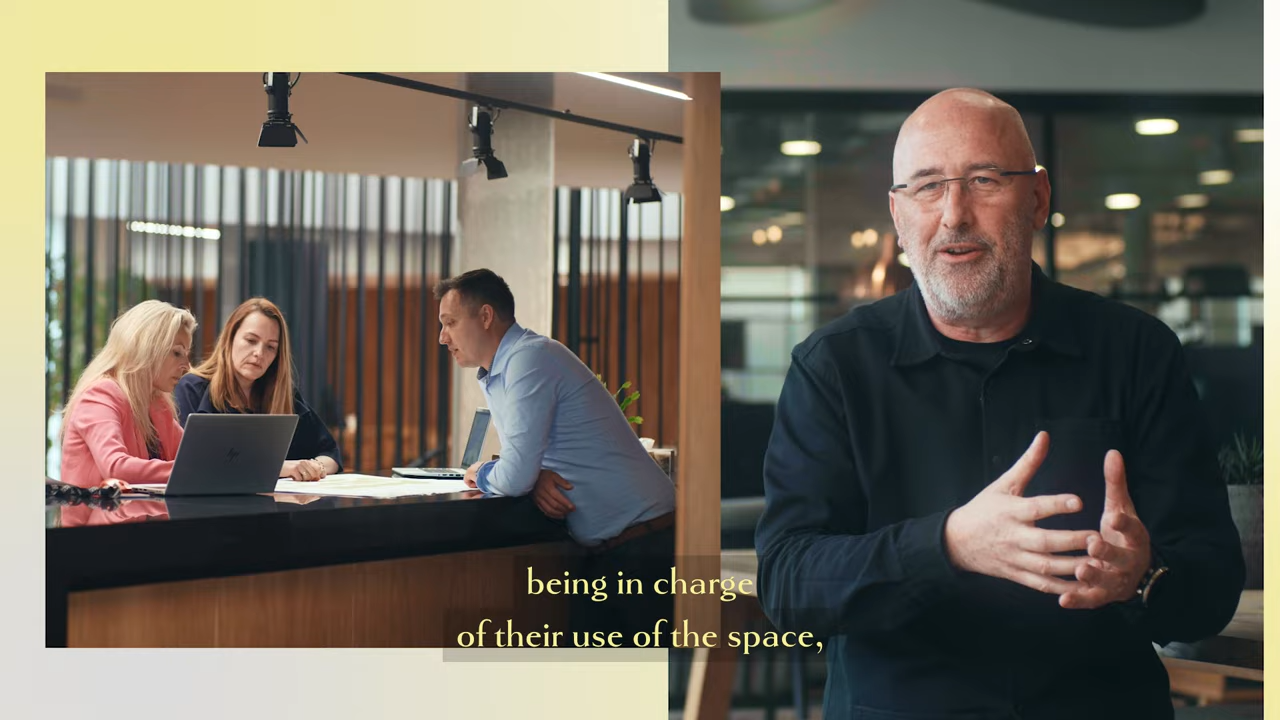 being in charge
of their use of the space,